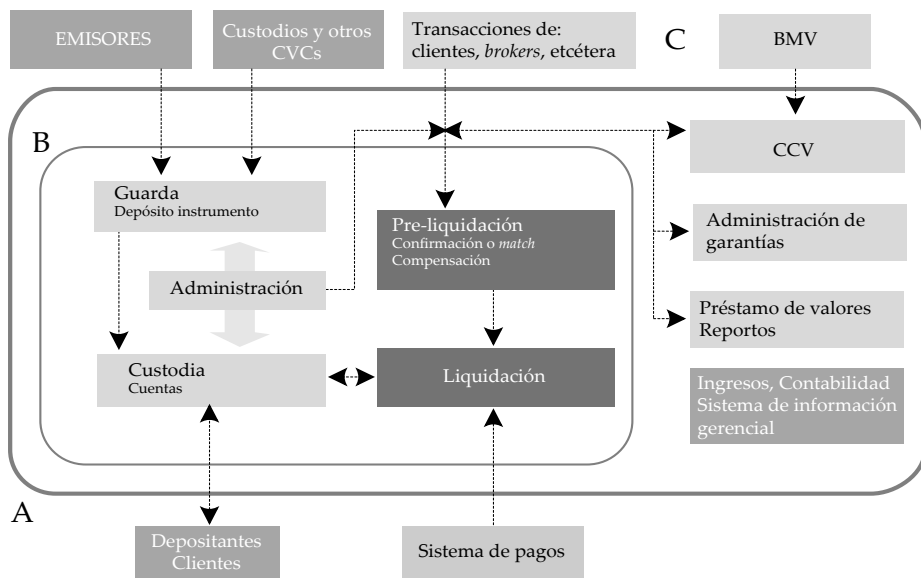 EMISORES
Custodios y otros
CVCs
Transacciones de:
clientes, brokers, etcétera
C
BMV
B
CCV
Guarda
Depósito instrumento
Pre-liquidación
Confirmación o match
Compensación
Administración de
garantías
Administración
Préstamo de valores
Reportos
Custodia
Cuentas
Liquidación
Ingresos, Contabilidad
Sistema de información
gerencial
A
Depositantes
Clientes
Sistema de pagos